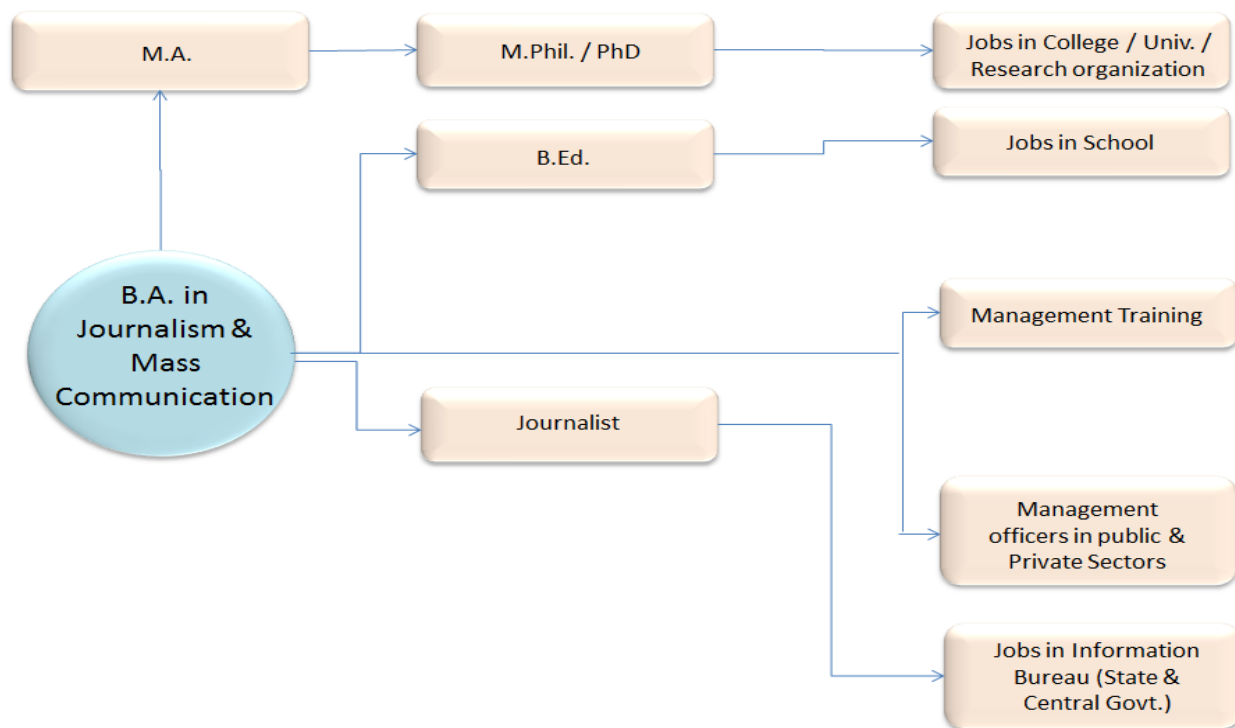 M.A.
M.Phil. / PhD
Jobs in College / Univ. /
Research organization
B.Ed.
Jobs in School
B.A. in
Journalism &
Mass
Communication
Management Training
Journalist
Management
officers in public &
Private Sectors
Jobs in Information
Bureau (State &
Central Govt.)